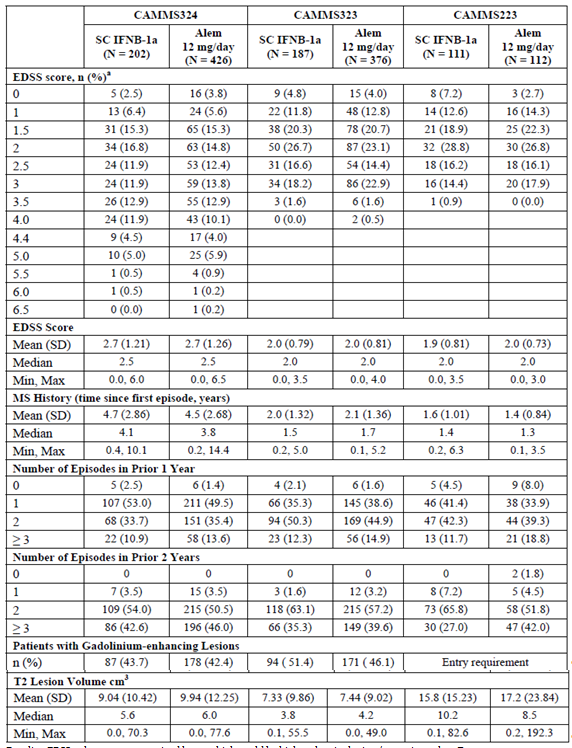 CAMMS324 CAMMS323 CAMMS223
SC IFNB-1a (N = 202) Alem 12 mg/day (N = 426) SC IFNB-1a (N = 187) Alem 12 mg/day (N = 376) SC IFNB-1a (N = 111) Alem 12 mg/day (N = 112)
EDSS score, n (%)a
0 5 (2.5) 16 (3.8) 9 (4.8) 15 (4.0) 8 (7.2) 3 (2.7)
1 13 (6.4) 24 (5.6) 22 (11.8) 48 (12.8) 14 (12.6) 16 (14.3)
1.5 31 (15.3) 65 (15.3) 38 (20.3) 78 (20.7) 21 (18.9) 25 (22.3)
2 34 (16.8) 63 (14.8) 50 (26.7) 87 (23.1) 32 (28.8) 30 (26.8)
2.5 24 (11.9) 53 (12.4) 31 (16.6) 54 (14.4) 18 (16.2) 18 (16.1)
3 24 (11.9) 59 (13.8) 34 (18.2) 86 (22.9) 16 (14.4) 20 (17.9)
3.5 26 (12.9) 55 (12.9) 3 (1.6) 6 (1.6) 1 (0.9) 0 (0.0)
4.0 24 (11.9) 43 (10.1) 0 (0.0) 2 (0.5)
4.4 9 (4.5) 17 (4.0)
5.0 10 (5.0) 25 (5.9)
5.5 1 (0.5) 4 (0.9)
6.0 1 (0.5) 1 (0.2)
6.5 0 (0.0) 1 (0.2)
EDSS Score
Mean (SD) 2.7 (1.21) 2.7 (1.26) 2.0 (0.79) 2.0 (0.81) 1.9 (0.81) 2.0 (0.73)
Median 2.5 2.5 2.0 2.0 2.0 2.0
Min, Max 0.0, 6.0 0.0, 6.5 0.0, 3.5 0.0, 4.0 0.0, 3.5 0.0, 3.0
MS History (time since first episode, years)
Mean (SD) 4.7 (2.86) 4.5 (2.68) 2.0 (1.32) 2.1 (1.36) 1.6 (1.01) 1.4 (0.84)
Median 4.1 3.8 1.5 1.7 1.4 1.3
Min, Max 0.4, 10.1 0.2, 14.4 0.2, 5.0 0.1, 5.2 0.2, 6.3 0.1, 3.5
Number of Episodes in Prior 1 Year
0 5 (2.5) 6 (1.4) 4 (2.1) 6 (1.6) 5 (4.5) 9 (8.0)
1 107 (53.0) 211 (49.5) 66 (35.3) 145 (38.6) 46 (41.4) 38 (33.9)
2 68 (33.7) 151 (35.4) 94 (50.3) 169 (44.9) 47 (42.3) 44 (39.3)
≥ 3 22 (10.9) 58 (13.6) 23 (12.3) 56 (14.9) 13 (11.7) 21 (18.8)
Number of Episodes in Prior 2 Years
0 0 0 0 0 0 2 (1.8)
1 7 (3.5) 15 (3.5) 3 (1.6) 12 (3.2) 8 (7.2) 5 (4.5)
2 109 (54.0) 215 (50.5) 118 (63.1) 215 (57.2) 73 (65.8) 58 (51.8)
≥ 3 86 (42.6) 196 (46.0) 66 (35.3) 149 (39.6) 30 (27.0) 47 (42.0)
Patients with Gadolinium-enhancing Lesions
n (%) 87 (43.7) 178 (42.4) 94 ( 51.4) 171 ( 46.1) Entry requirement
T2 Lesion Volume cm3
Mean (SD) 9.04 (10.42) 9.94 (12.25) 7.33 (9.86) 7.44 (9.02) 15.8 (15.23) 17.2 (23.84)
Median 5.6 6.0 3.8 4.2 10.2 8.5
Min, Max 0.0, 70.3 0.0, 77.6 0.1, 55.5 0.0, 49.0 0.1, 82.6 0.2, 192.3